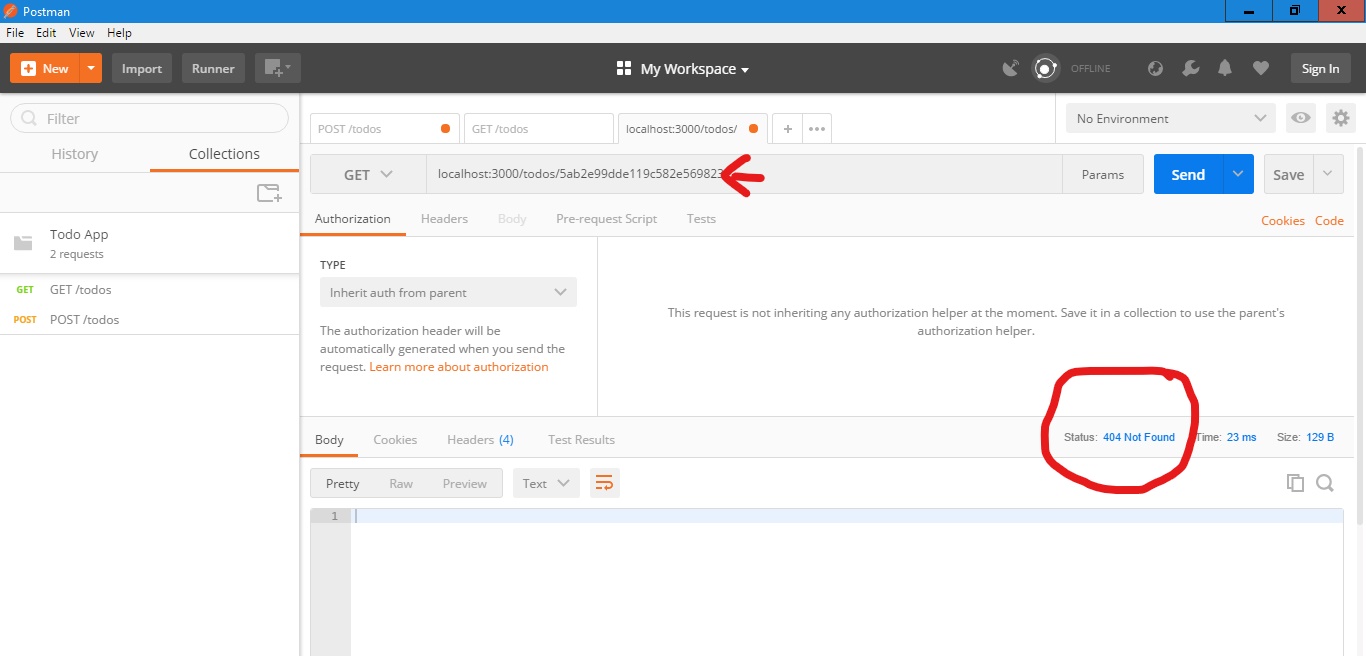 Postman
File Edit View Help
New Import Runner My Workspace OFFLINE Sign In
Filter
History Collections
Todo App
2 requests
GET GET /todos
POST POST /todos
POST /todos GET /todos localhost:3000/todos/ + ••• No Environment
GET localhost:3000/todos/5ab2e99dde119c582e569823 Params Send Save
Authorization Headers Body Pre-request Script Tests Cookies Code
TYPE
Inherit auth from parent
The authorization header will be
automatically generated when you send the
request. Learn more about authorization
This request is not inheriting any authorization helper at the moment. Save it in a collection to use the parent's
authorization helper.
Body Cookies Headers (4) Test Results Status: 404 Not Found Time: 23 ms Size: 129 B
Pretty Raw Preview Text
1